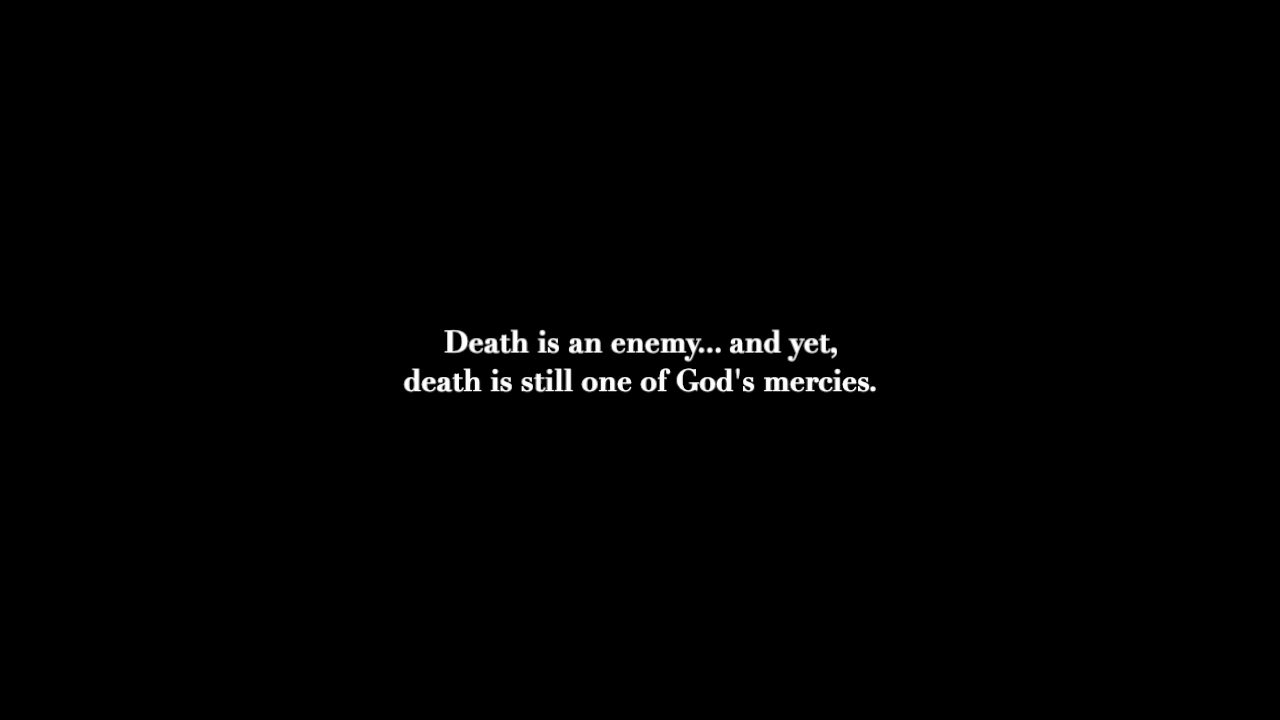 Death is an enemy... and yet,
death is still one of God's mercies.